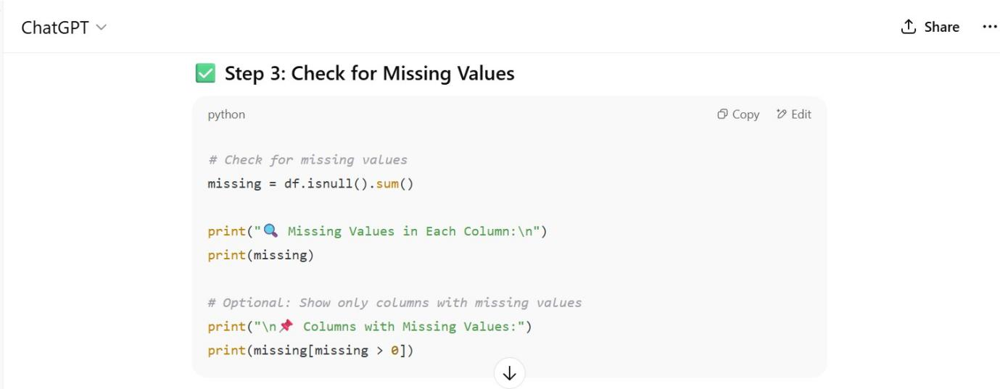 ChatGPT
Share
✅ Step 3: Check for Missing Values
python
Copy Edit
# Check for missing values
missing = df.isnull().sum()
print("🔍 Missing Values in Each Column:\n")
print(missing)
# Optional: Show only columns with missing values
print("\n📌 Columns with Missing Values:")
print(missing[missing > 0])